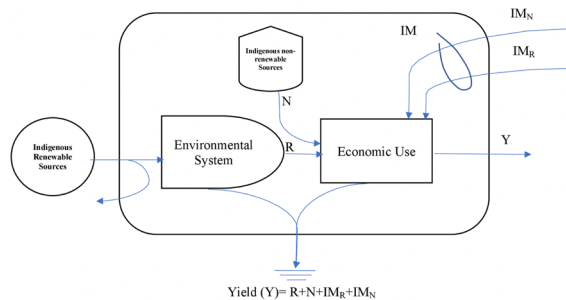 IM_N
IM
IM_R
Indigenous non-
renewable
Sources
N
Indigenous
Renewable
Sources
Environmental
System
R
Economic Use
Y
Yield (Y)= R+N+IM_R+IM_N